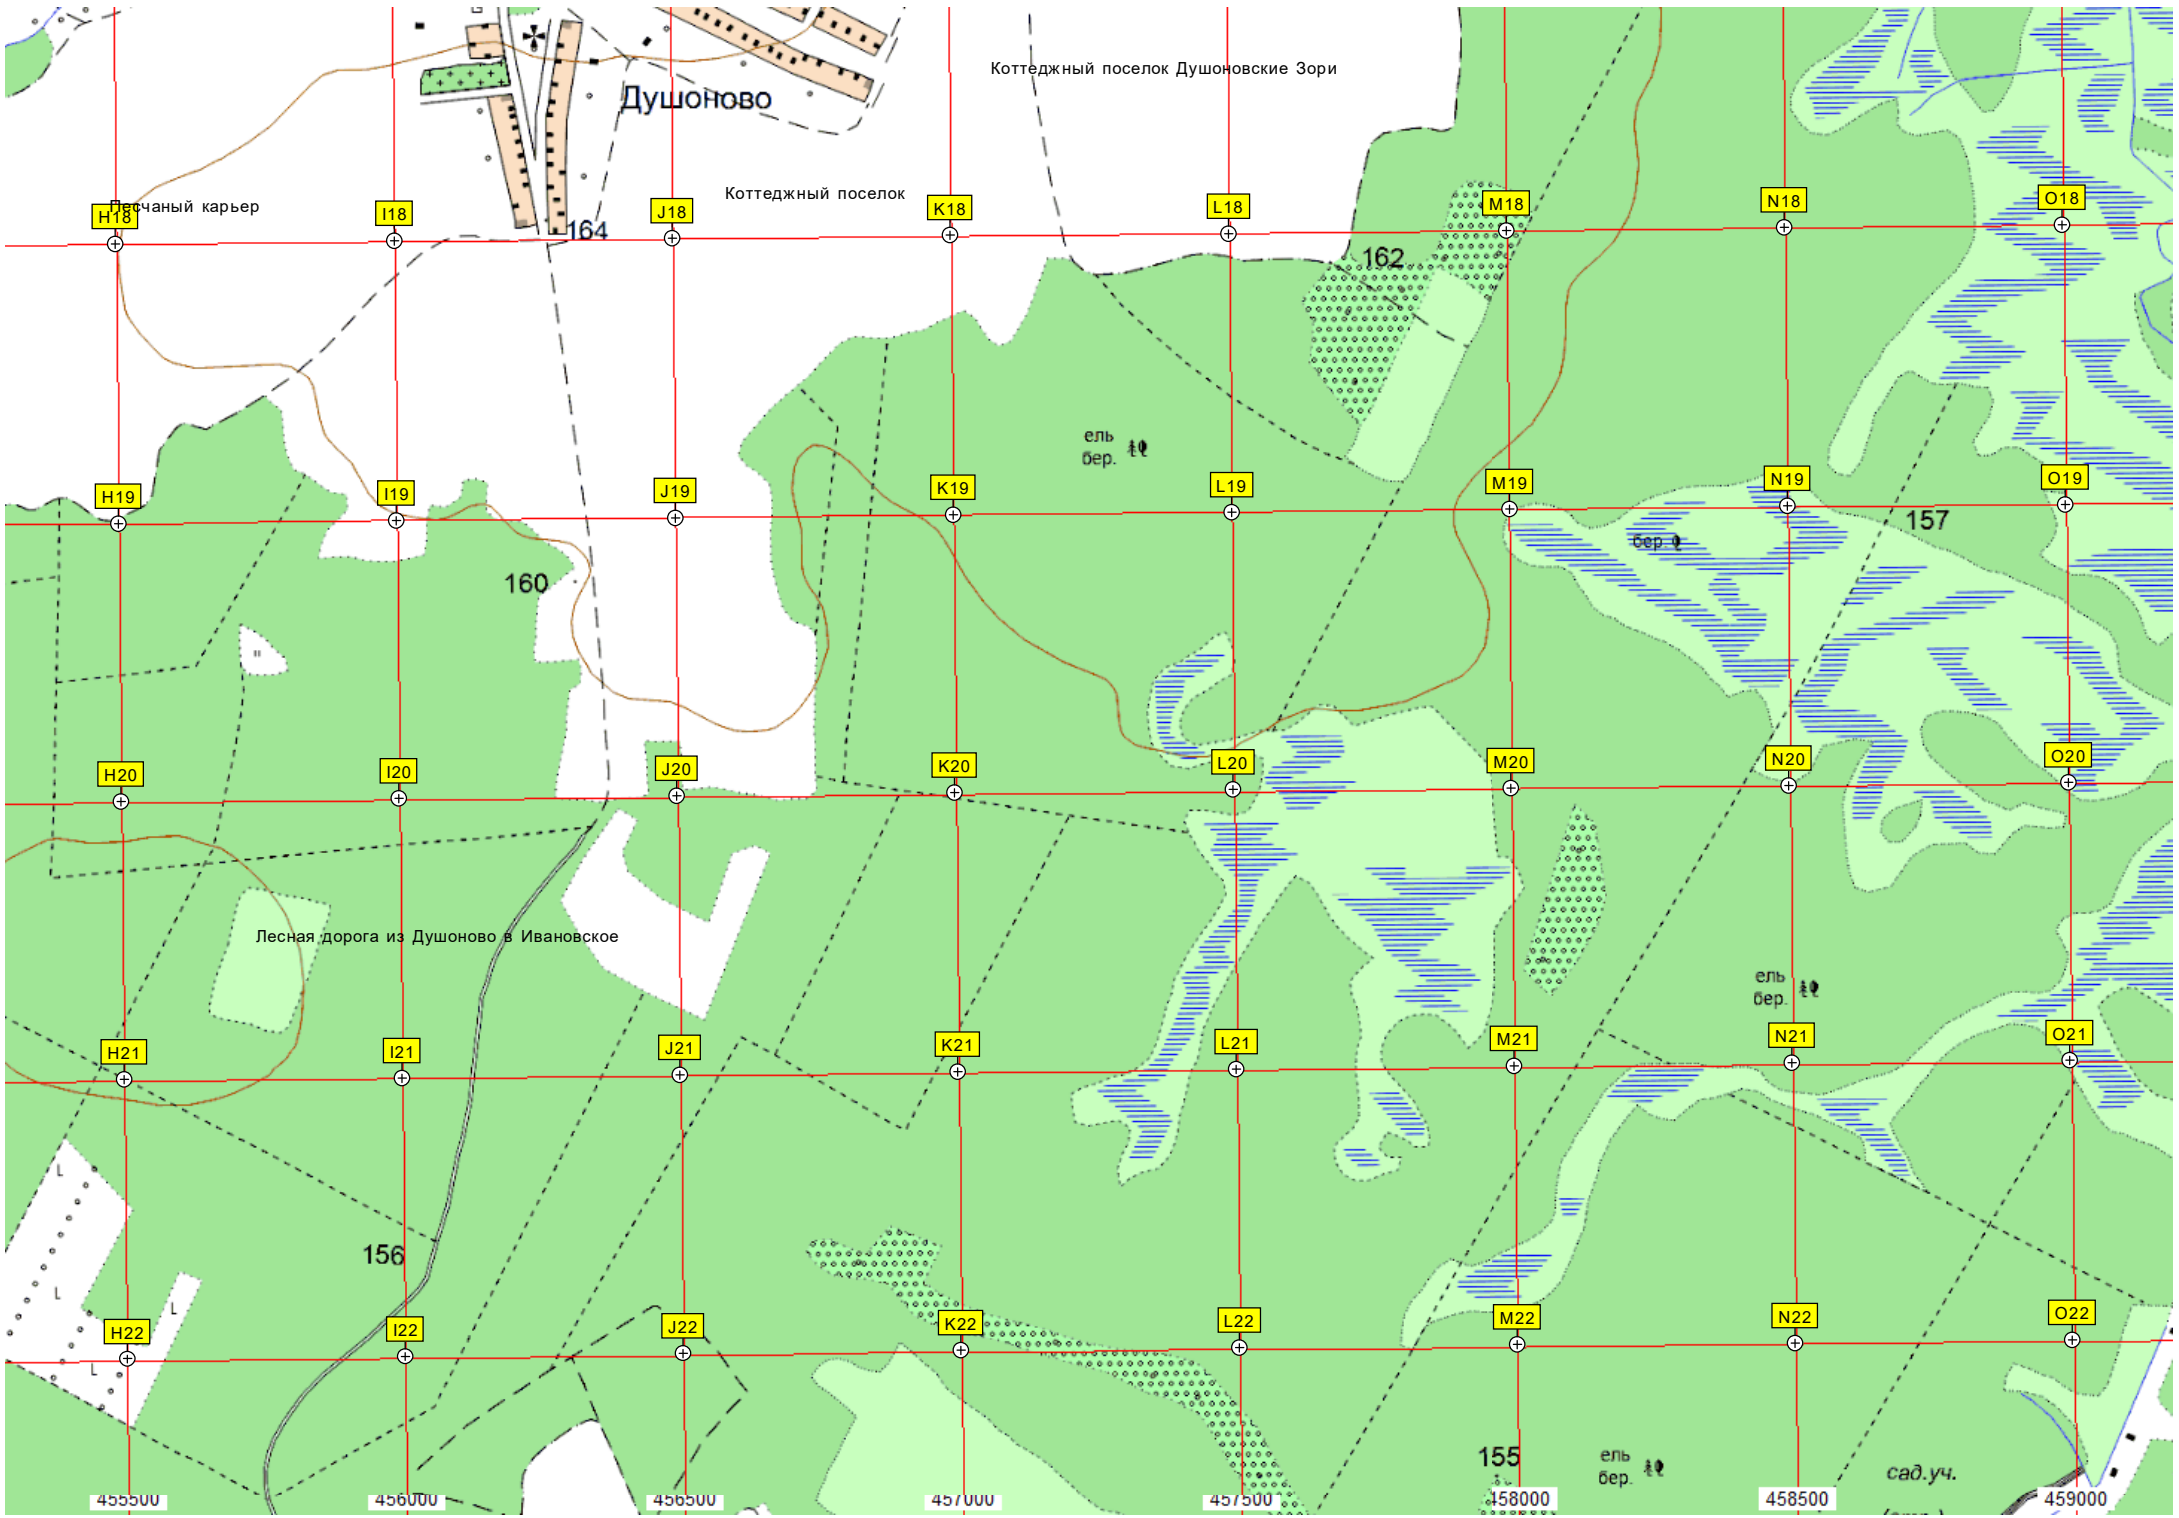 Коттеджный поселок Душоновские Зори
Душоново
Коттеджный поселок
Песчаный карьер
H18
I18
J18
K18
L18
M18
N18
O18
164
162
ель
бер.
H19
I19
J19
K19
L19
M19
N19
O19
157
бер.
160
H20
I20
J20
K20
L20
M20
N20
O20
Лесная дорога из Душоново в Ивановское
ель
бер.
H21
I21
J21
K21
L21
M21
N21
O21
156
H22
I22
J22
K22
L22
M22
N22
O22
155
ель
бер.
сад.уч.
455500
456000
456500
457000
457500
458000
458500
459000